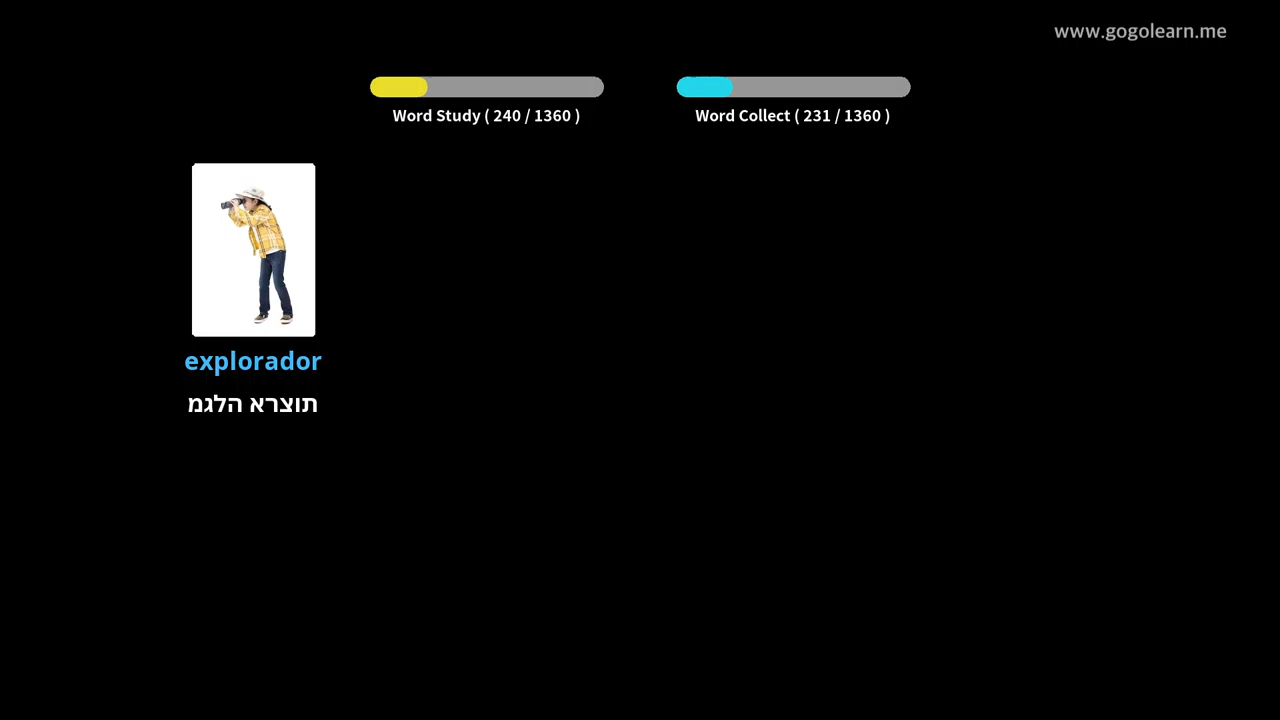 www.gogolearn.me
Word Study ( 240 / 1360 )
Word Collect ( 231 / 1360 )
explorador
תוצרא הלגמ